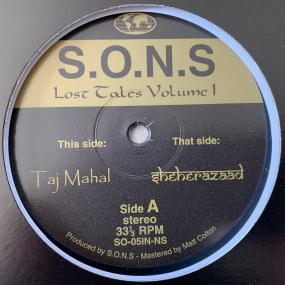 S.O.N.S
Lost Tales Volume 1
This side:
That side:
Taj Mahal
sheherazaad
Side A
stereo
33⅓ RPM
SO-05IN-NS
Produced by S.O.N.S - Mastered by Matt Colton